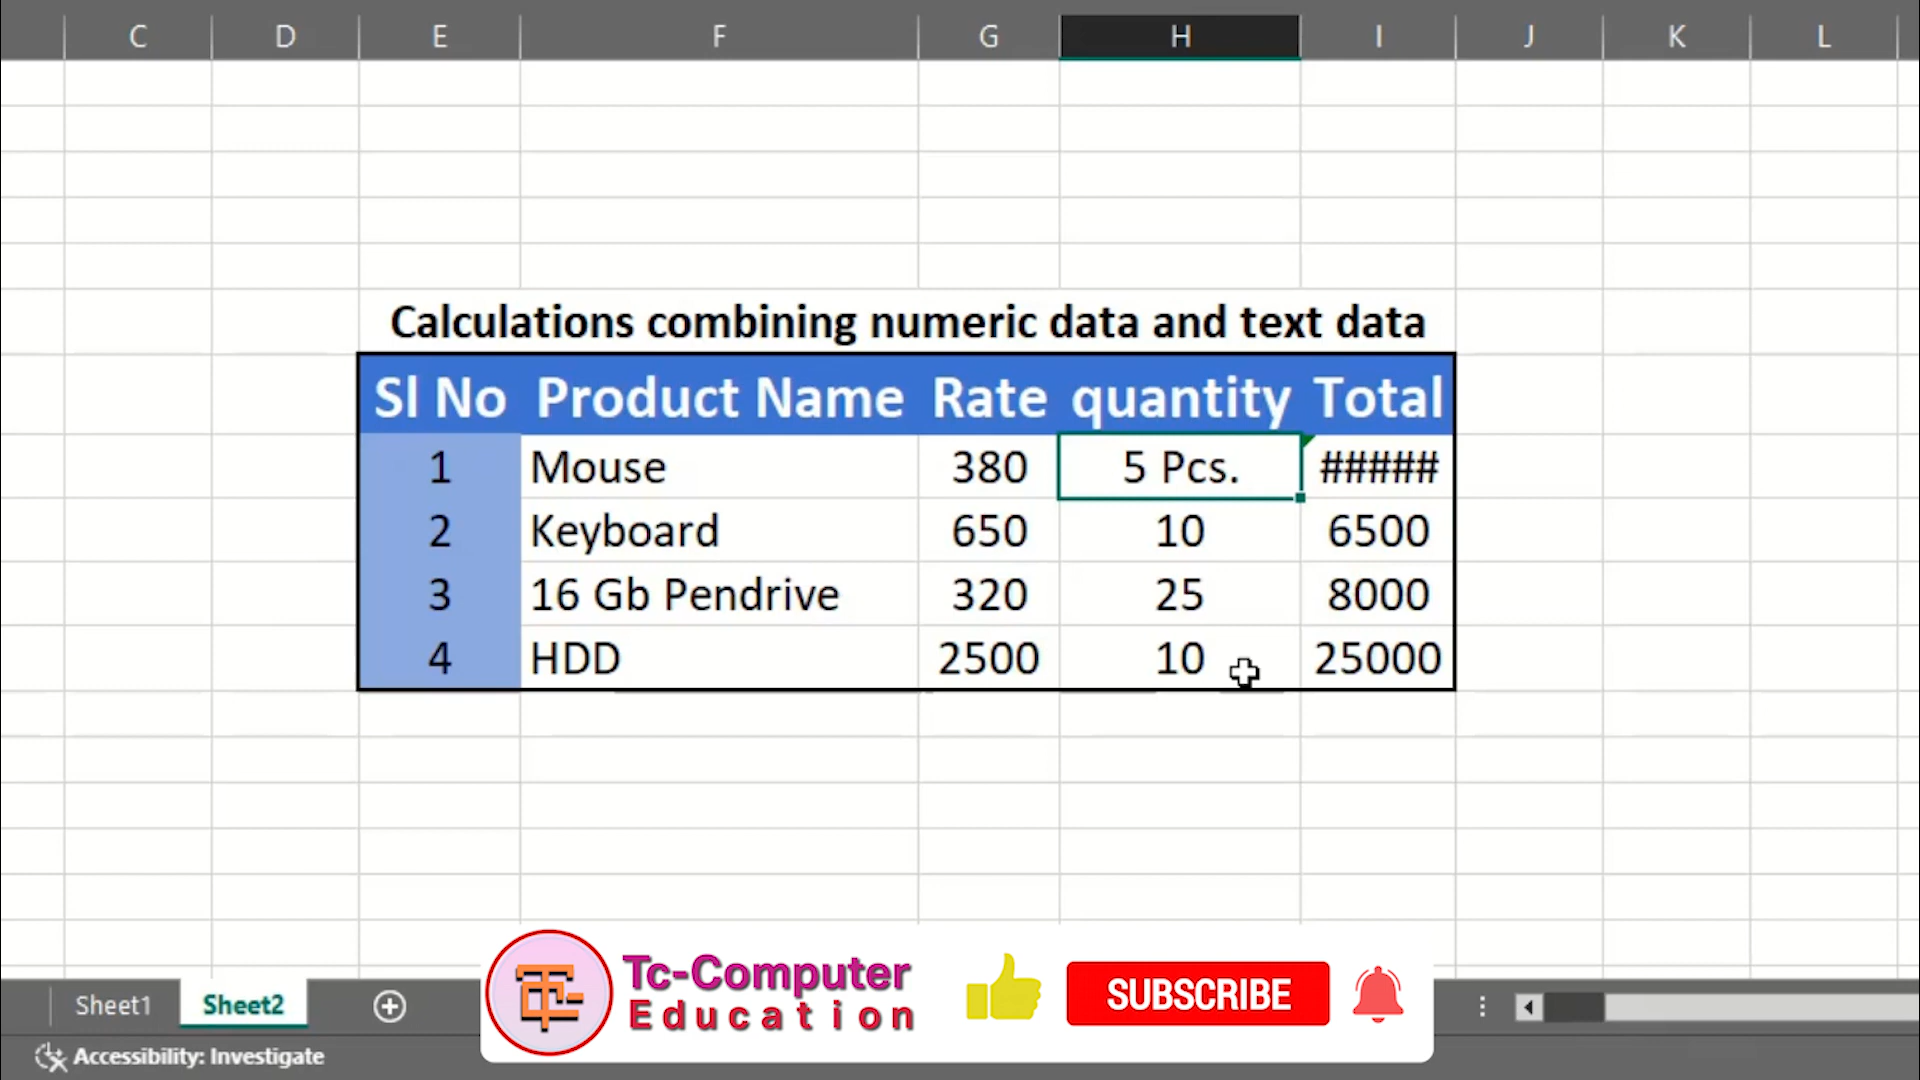 C D E F G H I J K L
Calculations combining numeric data and text data
Sl No Product Name Rate quantity Total
1 Mouse 380 5 Pcs. #####
2 Keyboard 650 10 6500
3 16 Gb Pendrive 320 25 8000
4 HDD 2500 10 25000
Tc-Computer
Education
SUBSCRIBE
Sheet1 Sheet2
Accessibility: Investigate